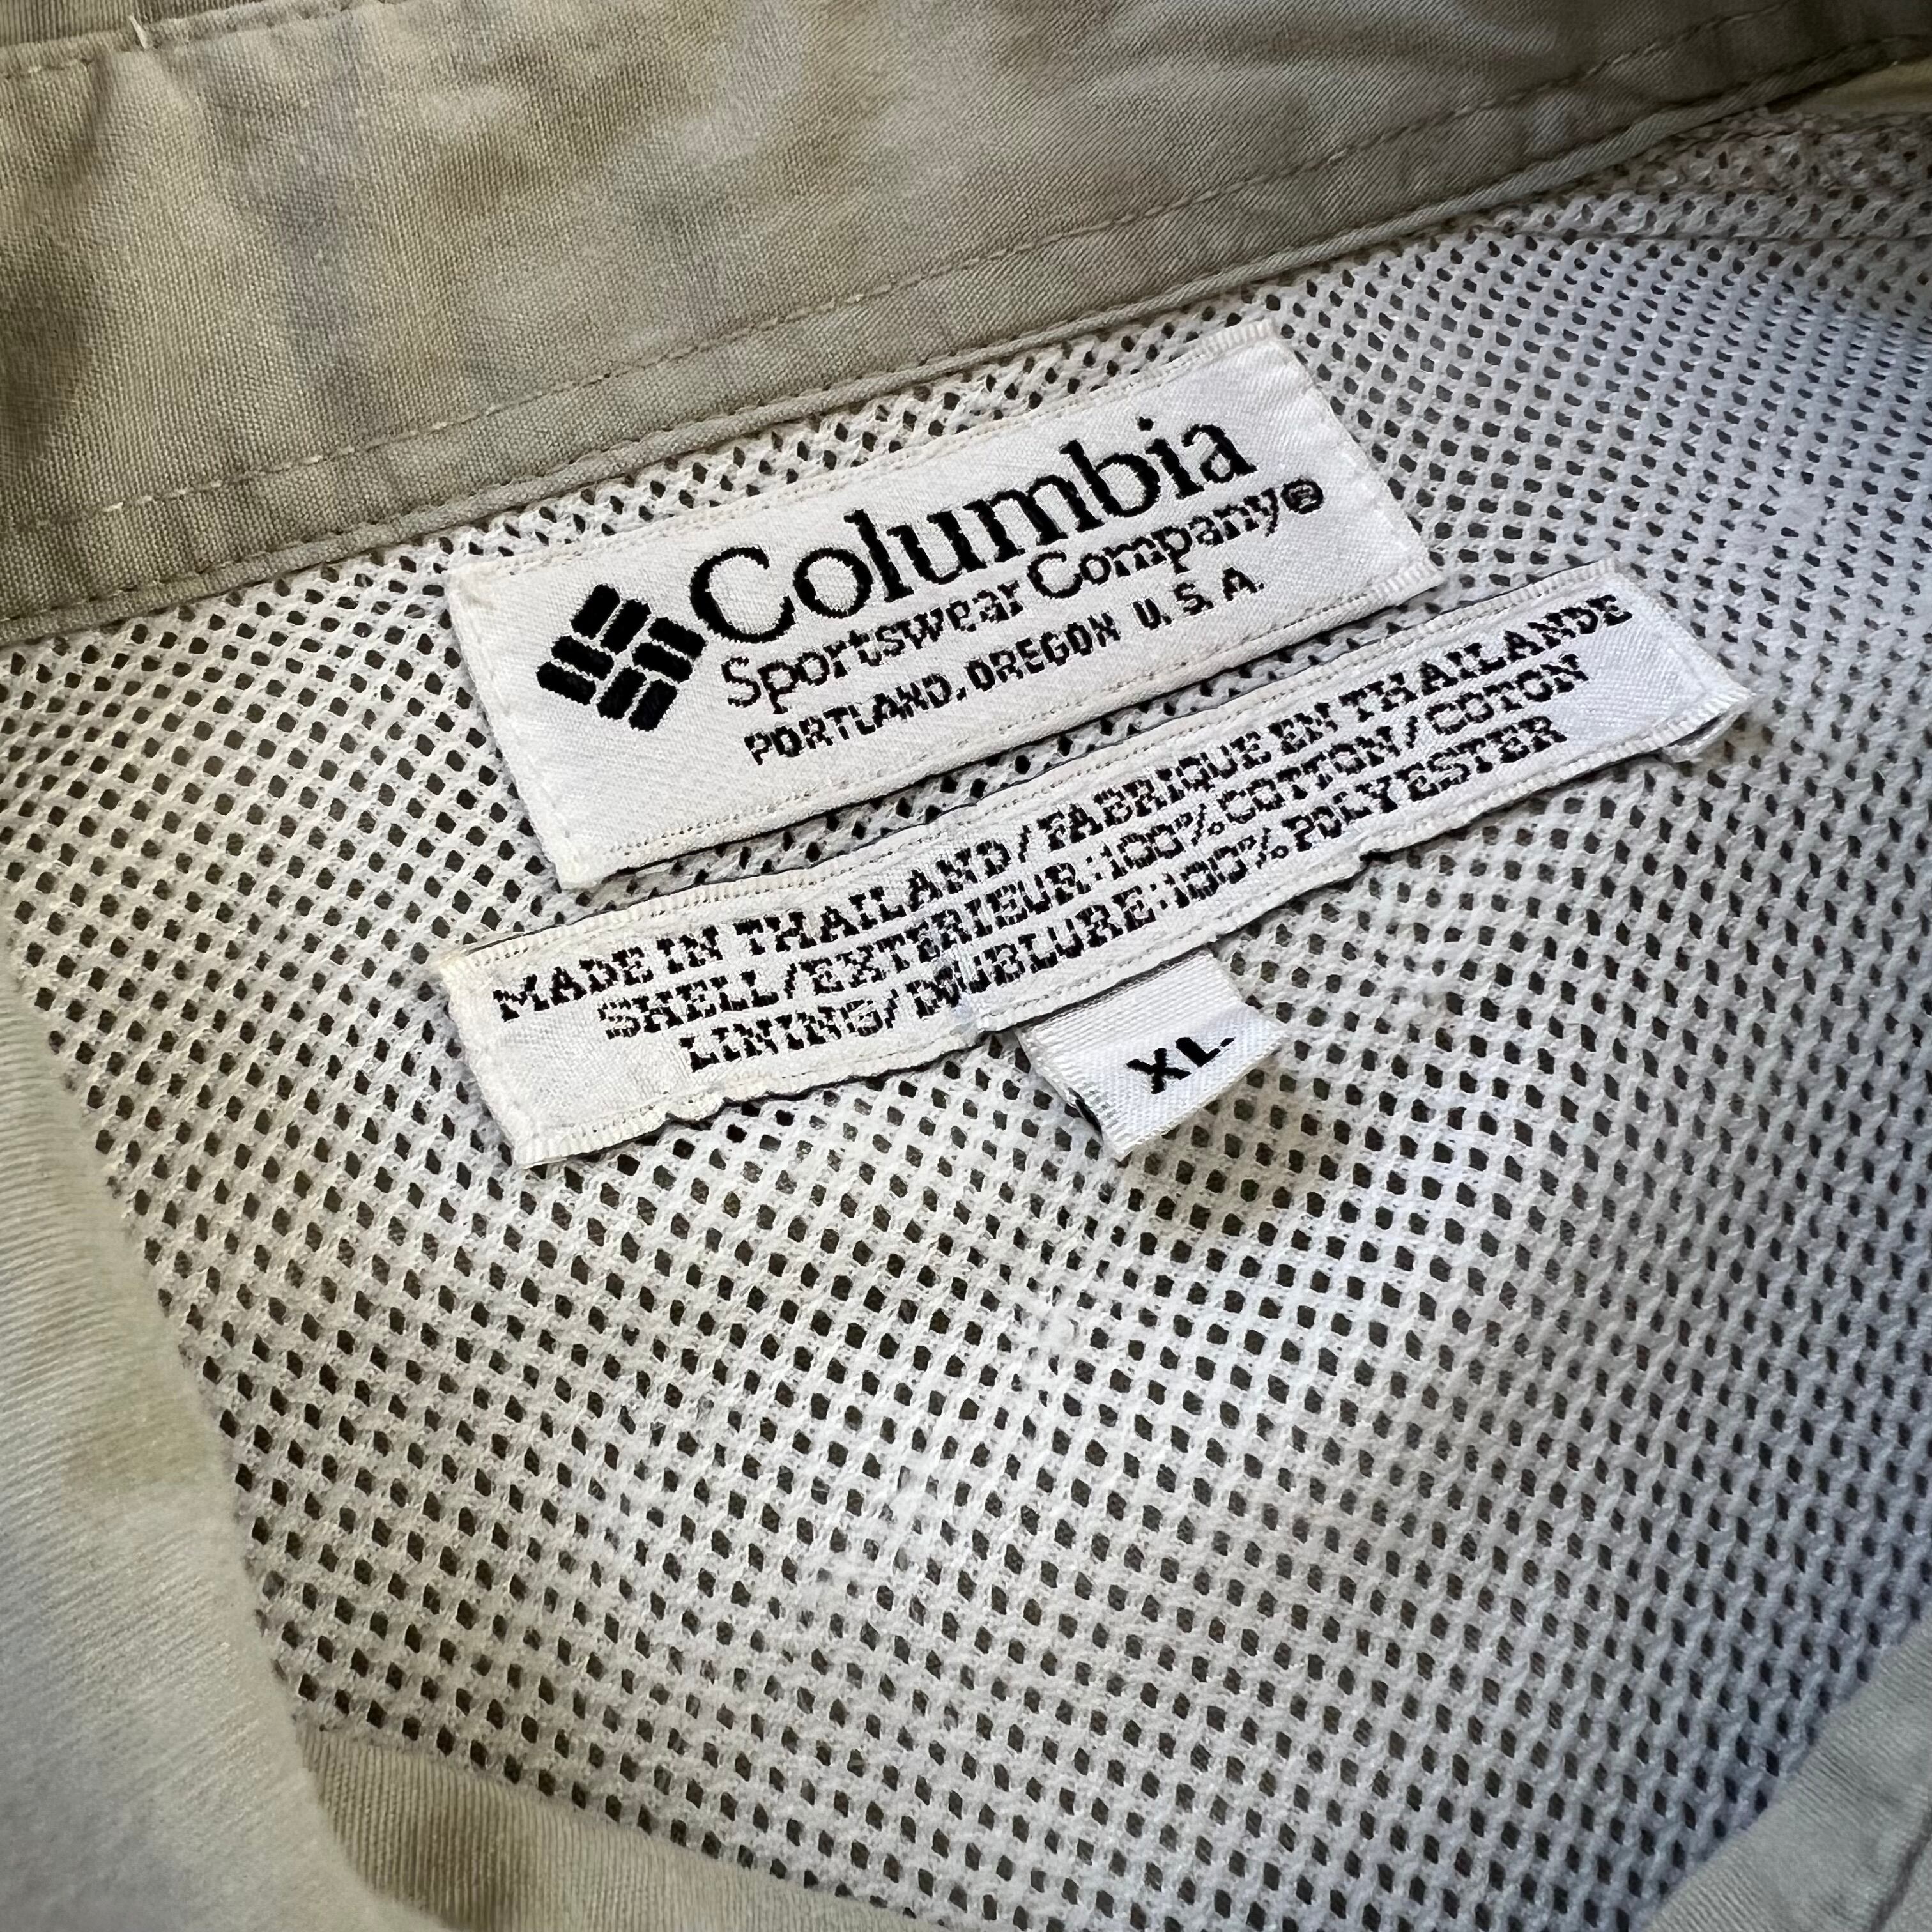 Columbia
Sportswear Company®
PORTLAND, OREGON U.S.A.
MADE IN THAILAND/FABRIQUE EN THAILANDE
SHELL/EXTERIEUR:100% COTTON/COTON
LINING/DOUBLURE:100% POLYESTER
XL.